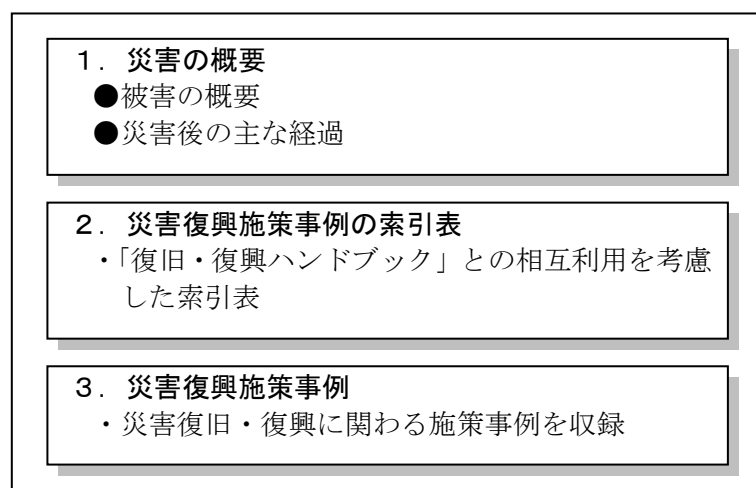 １．災害の概要
●被害の概要
●災害後の主な経過
２．災害復興施策事例の索引表
・「復旧・復興ハンドブック」との相互利用を考慮
した索引表
３．災害復興施策事例
・災害復旧・復興に関わる施策事例を収録